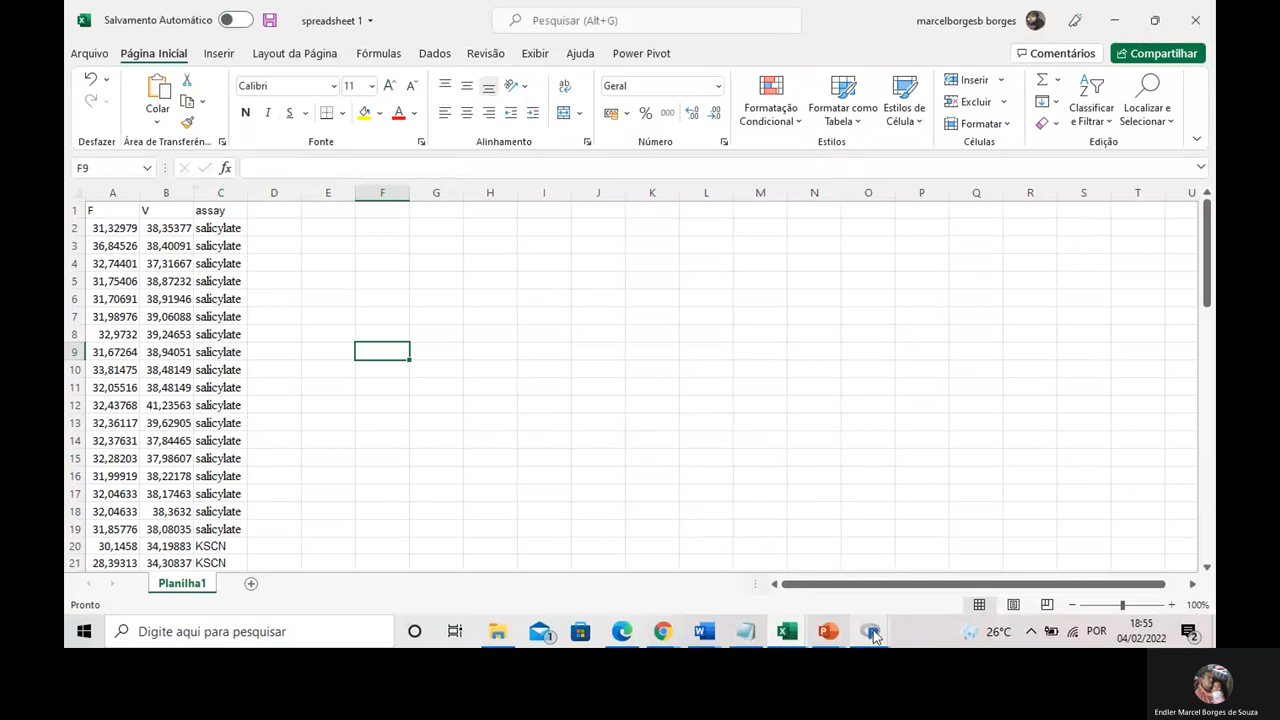 Salvamento Automático
spreadsheet 1
Pesquisar (Alt+G)
marcelborgesb borges
Arquivo Página Inicial Inserir Layout da Página Fórmulas Dados Revisão Exibir Ajuda Power Pivot
Comentários Compartilhar
Colar
Calibri 11
N I S
Geral
% 000
Formatação Condicional
Formatar como Tabela
Estilos de Célula
Inserir
Excluir
Formatar
Classificar e Filtrar
Localizar e Selecionar
Desfazer Área de Transferên... Fonte Alinhamento Número Estilos Células Edição
F9 fx
A B C D E F G H I J K L M N O P Q R S T U
1 F V assay
2 31,32979 38,35377 salicylate
3 36,84526 38,40091 salicylate
4 32,74401 37,31667 salicylate
5 31,75406 38,87232 salicylate
6 31,70691 38,91946 salicylate
7 31,98976 39,06088 salicylate
8 32,9732 39,24653 salicylate
9 31,67264 38,94051 salicylate
10 33,81475 38,48149 salicylate
11 32,05516 38,48149 salicylate
12 32,43768 41,23563 salicylate
13 32,36117 39,62905 salicylate
14 32,37631 37,84465 salicylate
15 32,28203 37,98607 salicylate
16 31,99919 38,22178 salicylate
17 32,04633 38,17463 salicylate
18 32,04633 38,3632 salicylate
19 31,85776 38,08035 salicylate
20 30,1458 34,19883 KSCN
21 28,39313 34,30837 KSCN
Planilha1
Pronto
100%
Digite aqui para pesquisar
1
26°C
POR
18:55
04/02/2022
2
Endler Marcel Borges de Souza